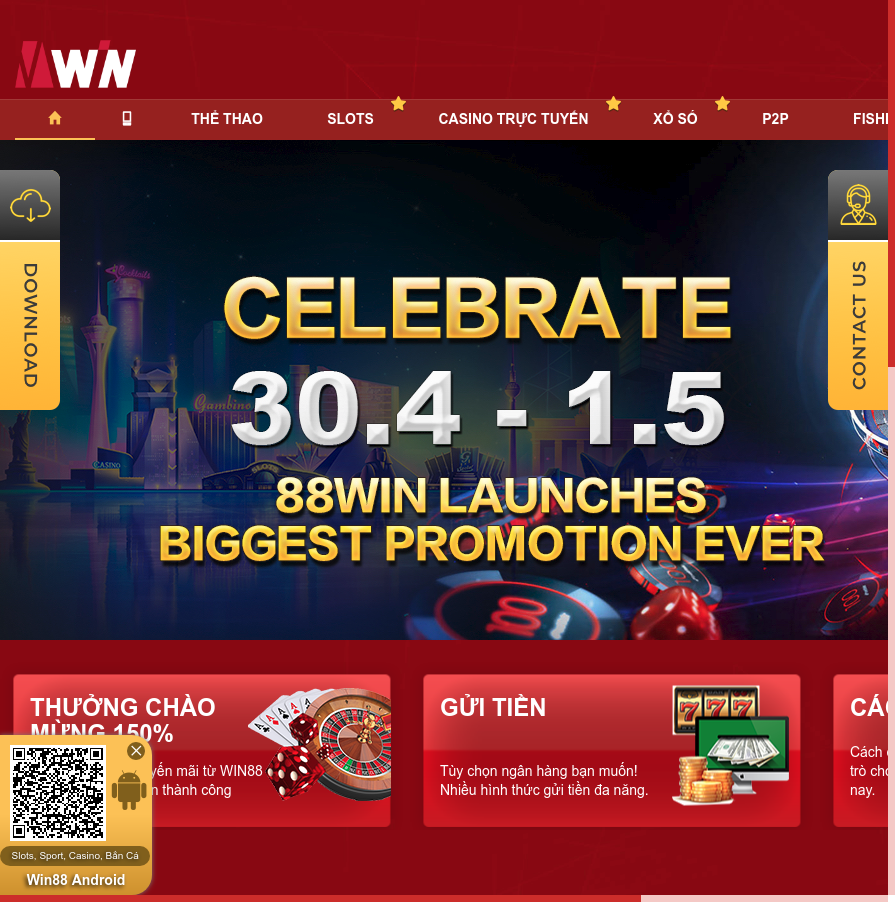 WIN
THỂ THAO
SLOTS
CASINO TRỰC TUYẾN
XỔ SỐ
P2P
DOWNLOAD
CONTACT US
CELEBRATE
30.4 - 1.5
88WIN LAUNCHES
BIGGEST PROMOTION EVER
Gambino
CASINO
SLOTS
THƯỞNG CHÀO
MỪNG 150%
mãi từ WIN88
thành công
GỬI TIỀN
Tùy chọn ngân hàng bạn muốn!
Nhiều hình thức gửi tiền đa năng.
Cách
trò
nay.
Slots, Sport, Casino, Bắn Cá
Win88 Android